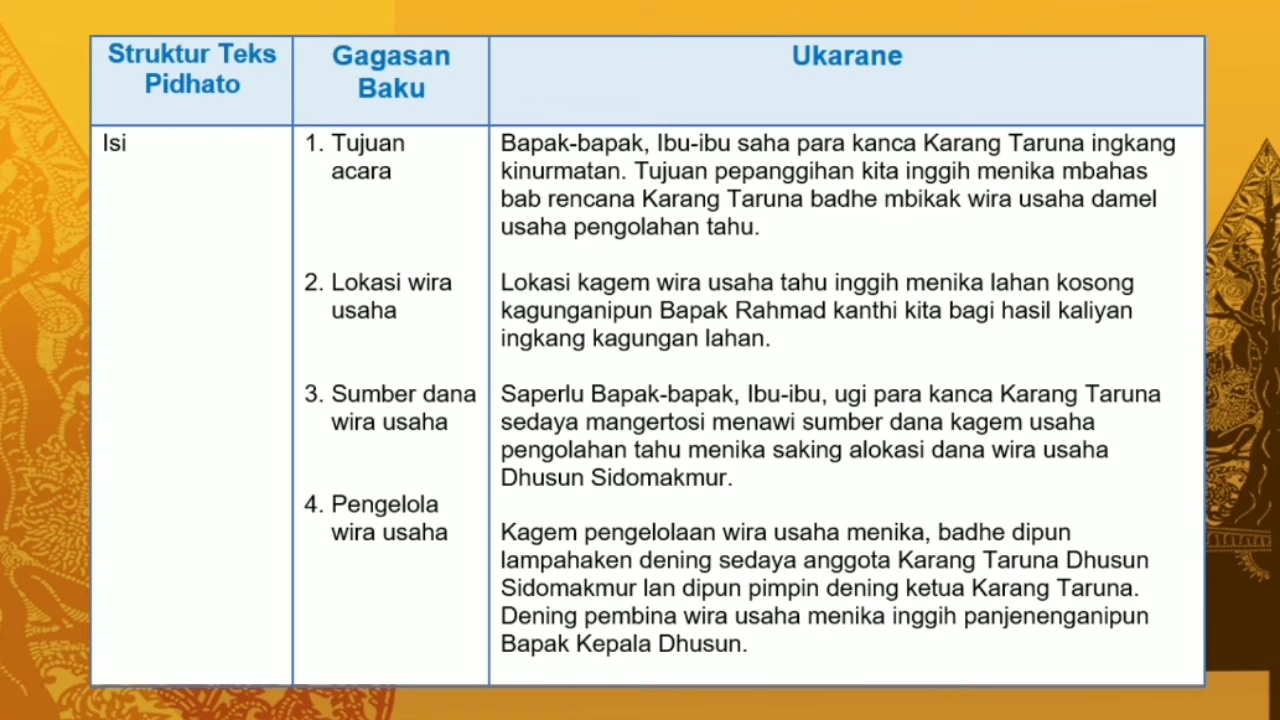 Struktur Teks
Pidhato
Gagasan
Baku
Ukarane
Isi
1. Tujuan
acara
Bapak-bapak, Ibu-ibu saha para kanca Karang Taruna ingkang
kinurmatan. Tujuan pepanggihan kita inggih menika mbahas
bab rencana Karang Taruna badhe mbikak wira usaha damel
usaha pengolahan tahu.
2. Lokasi wira
usaha
Lokasi kagem wira usaha tahu inggih menika lahan kosong
kagunganipun Bapak Rahmad kanthi kita bagi hasil kaliyan
ingkang kagungan lahan.
3. Sumber dana
wira usaha
Saperlu Bapak-bapak, Ibu-ibu, ugi para kanca Karang Taruna
sedaya mangertosi menawi sumber dana kagem usaha
pengolahan tahu menika saking alokasi dana wira usaha
Dhusun Sidomakmur.
4. Pengelola
wira usaha
Kagem pengelolaan wira usaha menika, badhe dipun
lampahaken dening sedaya anggota Karang Taruna Dhusun
Sidomakmur lan dipun pimpin dening ketua Karang Taruna.
Dening pembina wira usaha menika inggih panjenenganipun
Bapak Kepala Dhusun.